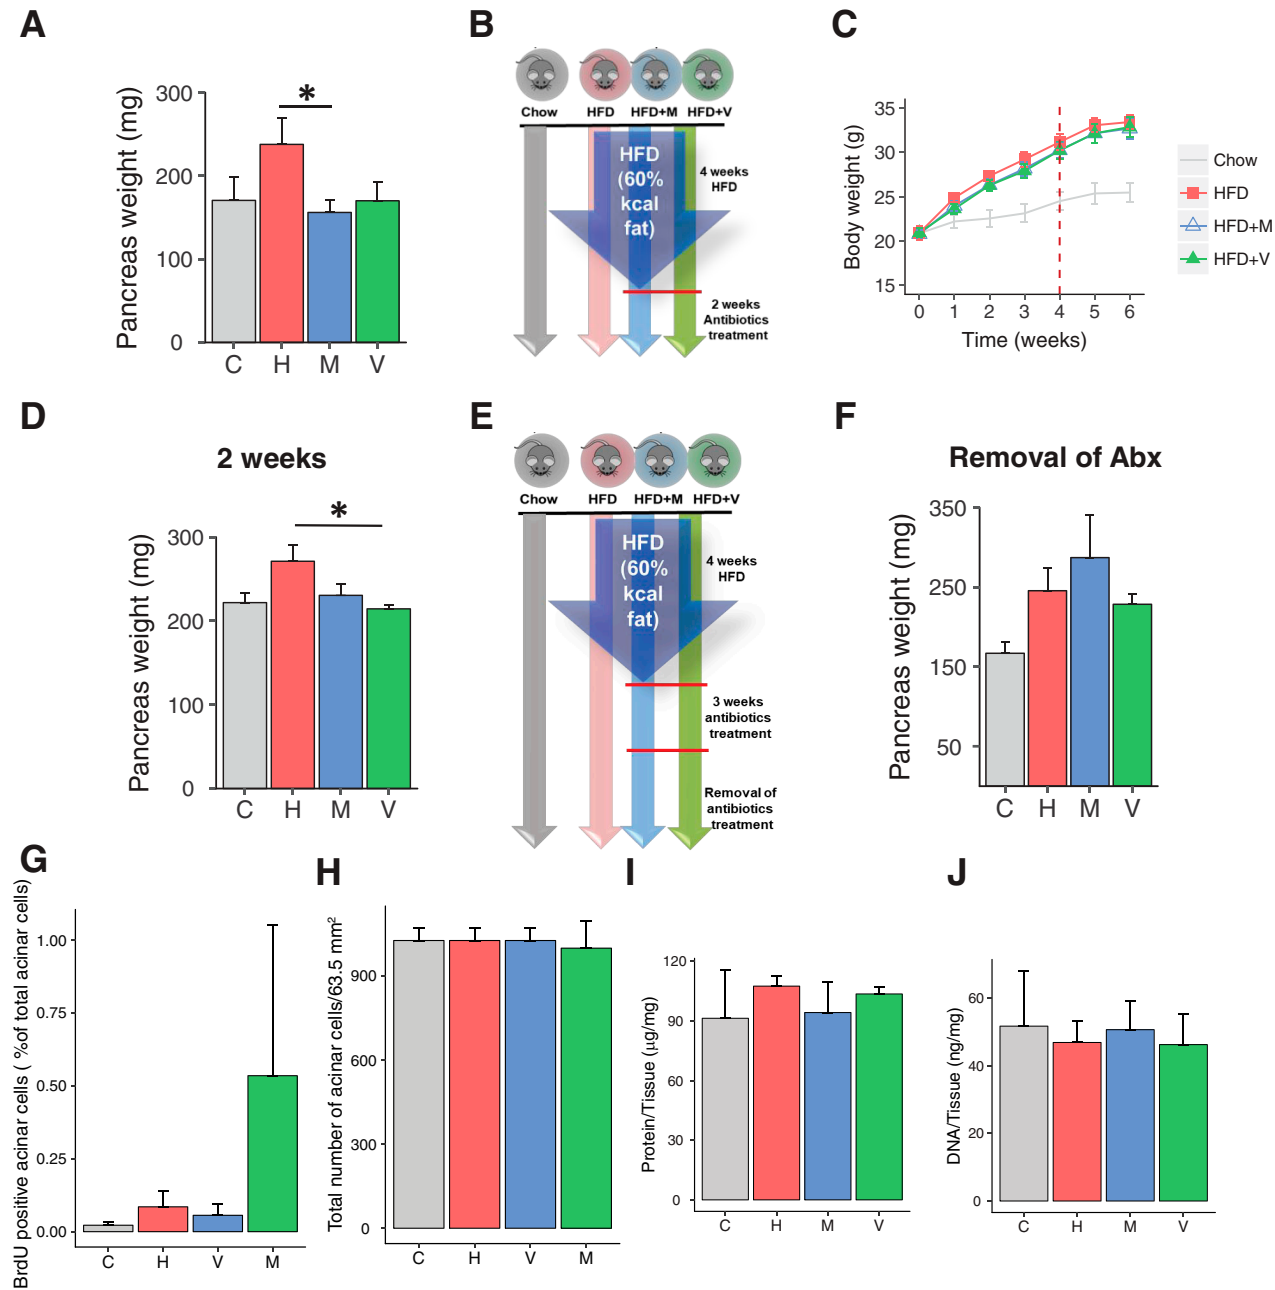 A
Pancreas weight (mg)
300
200
100
0
C H M V
*
B
Chow HFD HFD+M HFD+V
HFD
(60%
kcal
fat)
4 weeks
HFD
2 weeks
Antibiotics
treatment
C
Body weight (g)
35
30
25
20
15
0 1 2 3 4 5 6
Time (weeks)
Chow
HFD
HFD+M
HFD+V
D
2 weeks
Pancreas weight (mg)
300
200
100
0
C H M V
*
E
Chow HFD HFD+M HFD+V
HFD
(60%
kcal
fat)
4 weeks
HFD
3 weeks
antibiotics
treatment
Removal of
antibiotics
treatment
F
Removal of Abx
Pancreas weight (mg)
350
250
150
50
C H M V
G
BrdU positive acinar cells ( %of total acinar cells)
1.00
0.75
0.50
0.25
0.00
C H V M
H
Total number of acinar cells/63.5 mm²
900
600
300
0
C H V M
I
Protein/Tissue (µg/mg)
120
90
60
30
0
C H M V
J
DNA/Tissue (ng/mg)
60
40
20
0
C H M V